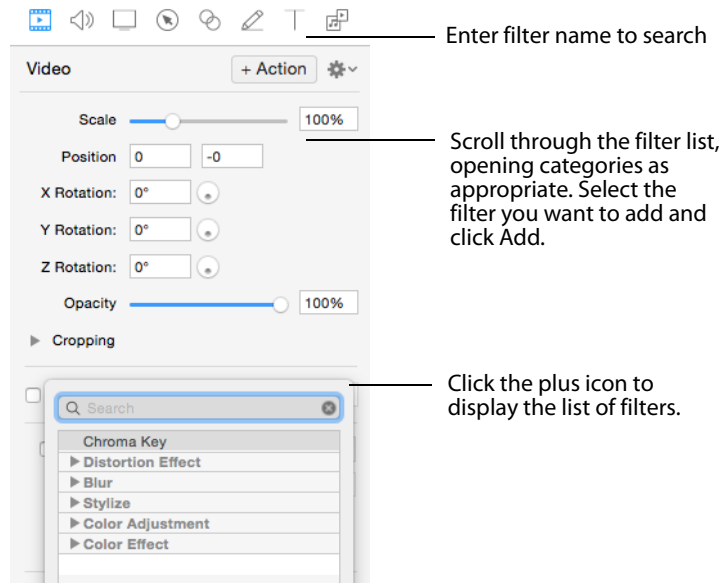 Enter filter name to search
Video
+ Action
Scale
100%
Scroll through the filter list,
opening categories as
appropriate. Select the
filter you want to add and
click Add.
Position
0
-0
X Rotation:
0°
Y Rotation:
0°
Z Rotation:
0°
Opacity
100%
Cropping
Click the plus icon to
display the list of filters.
Search
Chroma Key
Distortion Effect
Blur
Stylize
Color Adjustment
Color Effect